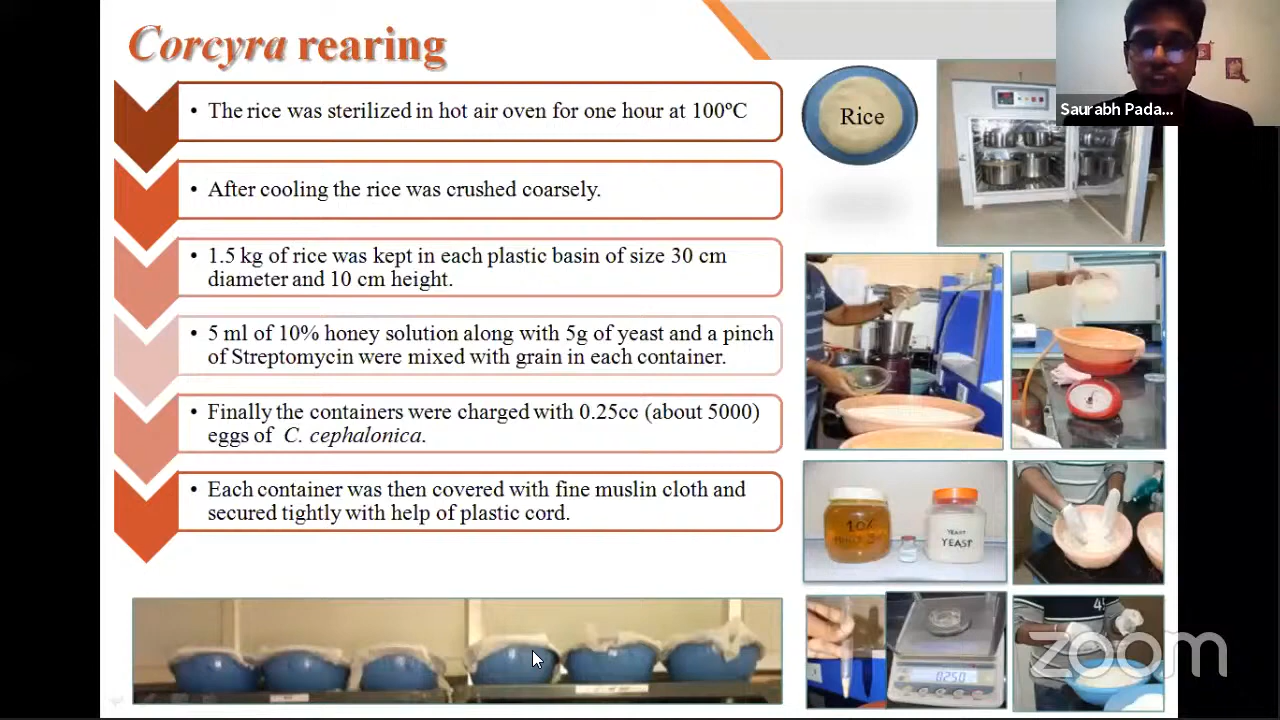 Corcyra rearing
• The rice was sterilized in hot air oven for one hour at 100ºC
• After cooling the rice was crushed coarsely.
• 1.5 kg of rice was kept in each plastic basin of size 30 cm
diameter and 10 cm height.
• 5 ml of 10% honey solution along with 5g of yeast and a pinch
of Streptomycin were mixed with grain in each container.
• Finally the containers were charged with 0.25cc (about 5000)
eggs of C. cephalonica.
• Each container was then covered with fine muslin cloth and
secured tightly with help of plastic cord.
Rice
Saurabh Pada...
10%
YEAST
YEAST
0.250
zoom